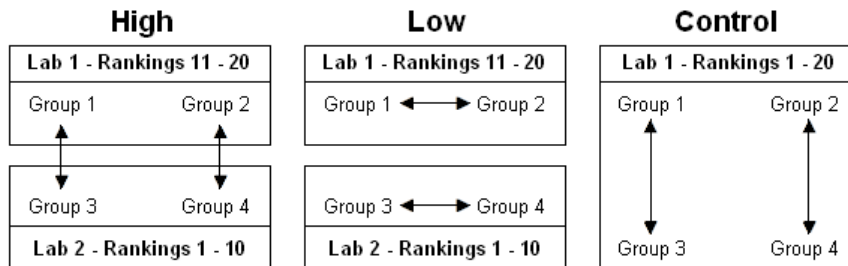 High Low Control
Lab 1 - Rankings 11 - 20 Lab 1 - Rankings 11 - 20 Lab 1 - Rankings 1 - 20
Group 1 Group 2 Group 1 Group 2 Group 1 Group 2
Group 3 Group 4 Group 3 Group 4
Lab 2 - Rankings 1 - 10 Lab 2 - Rankings 1 - 10 Group 3 Group 4